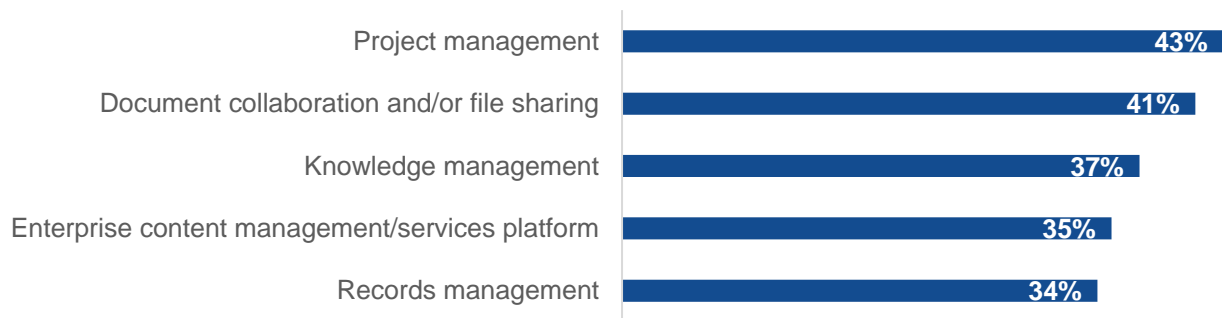 Project management 43%
Document collaboration and/or file sharing 41%
Knowledge management 37%
Enterprise content management/services platform 35%
Records management 34%